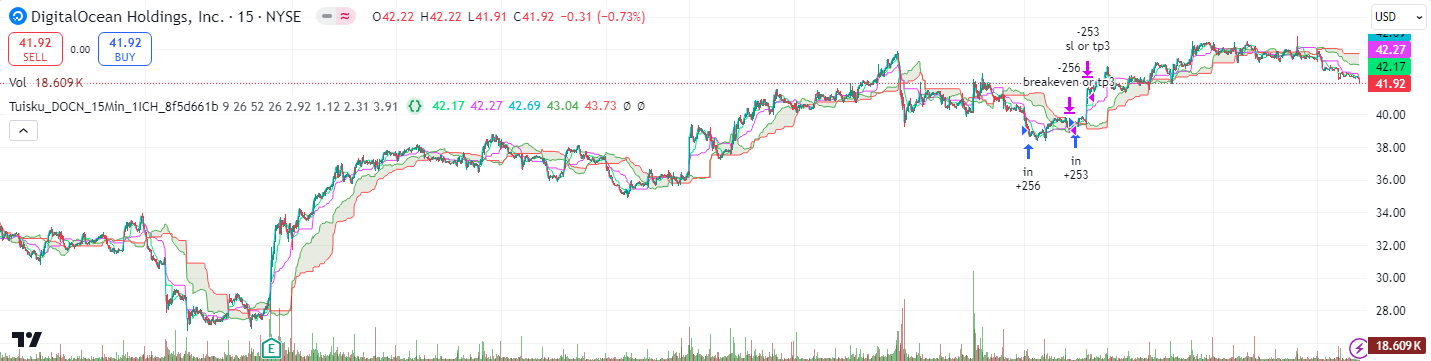 DigitalOcean Holdings, Inc. · 15 · NYSE O42.22 H42.22 L41.91 C41.92 −0.31 (−0.73%)
USD
41.92 SELL
0.00
41.92 BUY
Vol 18.609 K
Tuisku_DOCN_15Min_1ICH_8f5d661b 9 26 52 26 2.92 1.12 2.31 3.91 42.17 42.27 42.69 43.04 43.73 Ø Ø
-253
sl or tp3
-256
breakeven or tp3
in
+256
in
+253
42.69
42.27
42.17
41.92
40.00
38.00
36.00
34.00
32.00
30.00
28.00
18.609 K
E